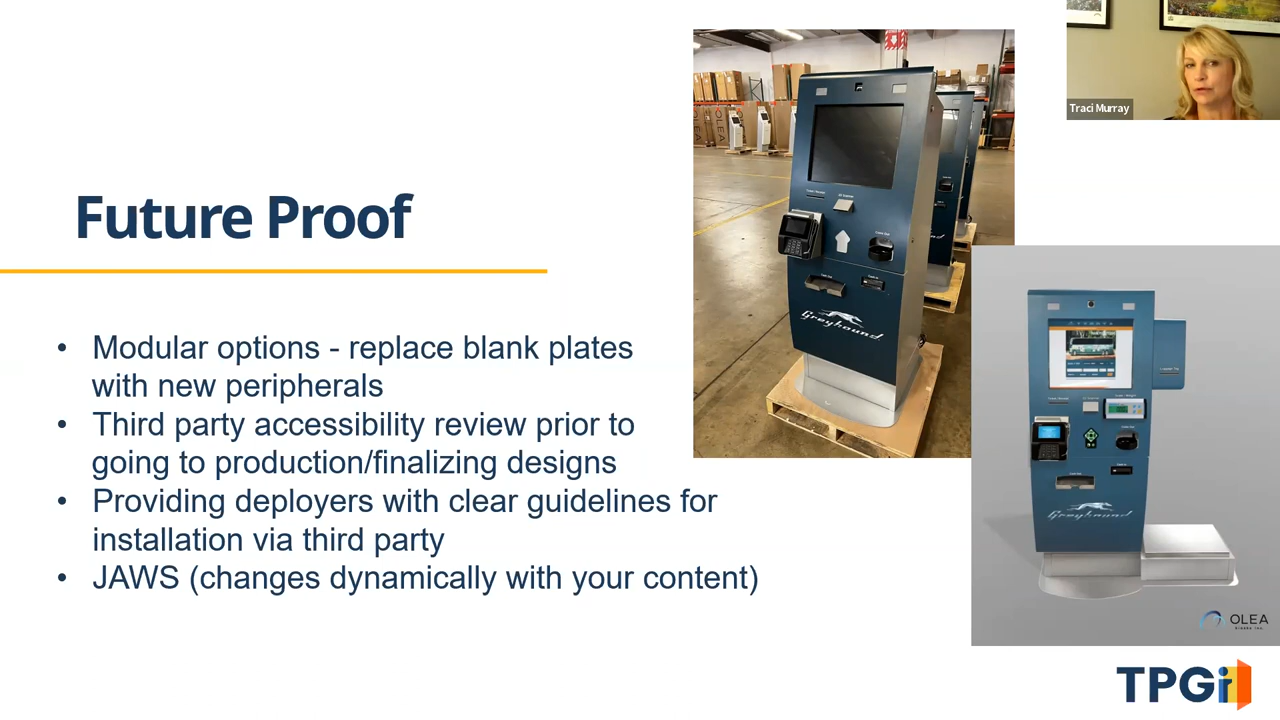 Traci Murray
Future Proof
• Modular options - replace blank plates
with new peripherals
• Third party accessibility review prior to
going to production/finalizing designs
• Providing deployers with clear guidelines for
installation via third party
• JAWS (changes dynamically with your content)
OLEA
Greyhound
Greyhound
OLEA
TPGi